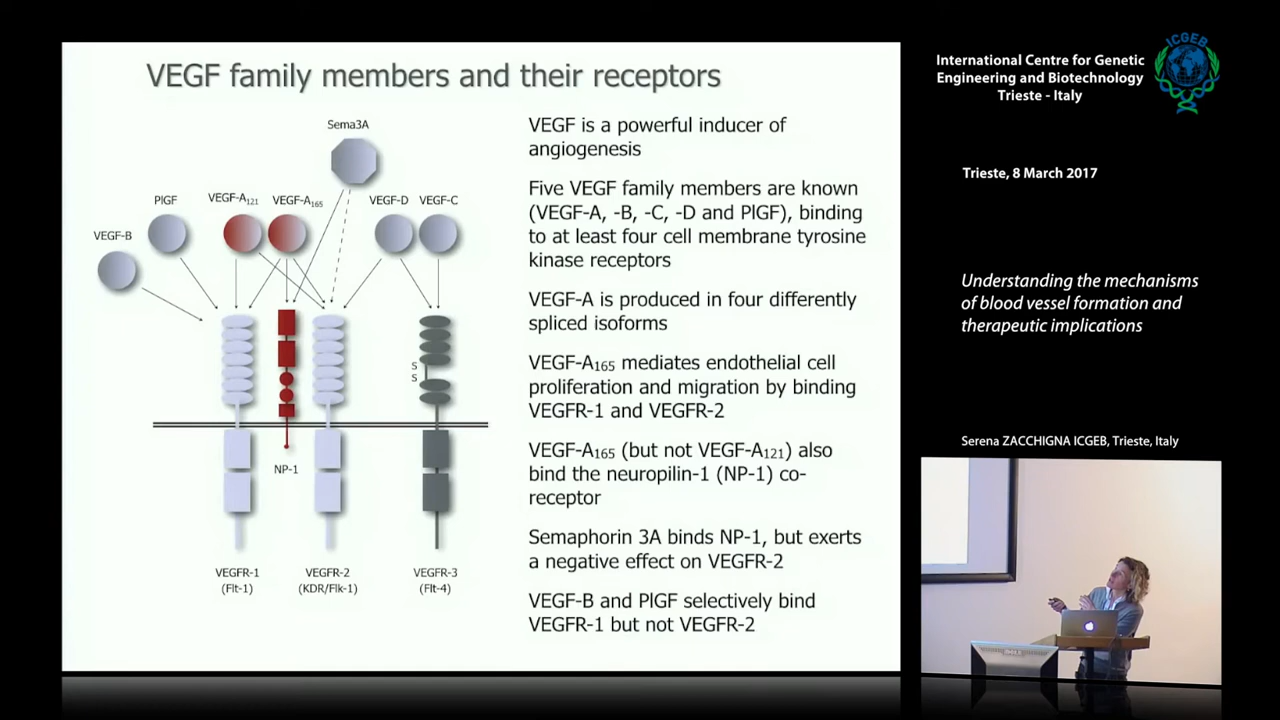 VEGF family members and their receptors
Sema3A
PlGF
VEGF-A121
VEGF-A165
VEGF-D
VEGF-C
VEGF-B
S
S
NP-1
VEGFR-1
(Flt-1)
VEGFR-2
(KDR/Flk-1)
VEGFR-3
(Flt-4)
VEGF is a powerful inducer of
angiogenesis
Five VEGF family members are known
(VEGF-A, -B, -C, -D and PlGF), binding
to at least four cell membrane tyrosine
kinase receptors
VEGF-A is produced in four differently
spliced isoforms
VEGF-A165 mediates endothelial cell
proliferation and migration by binding
VEGFR-1 and VEGFR-2
VEGF-A165 (but not VEGF-A121) also
bind the neuropilin-1 (NP-1) co-
receptor
Semaphorin 3A binds NP-1, but exerts
a negative effect on VEGFR-2
VEGF-B and PlGF selectively bind
VEGFR-1 but not VEGFR-2
International Centre for Genetic
Engineering and Biotechnology
Trieste - Italy
ICGEB
Trieste, 8 March 2017
Understanding the mechanisms
of blood vessel formation and
therapeutic implications
Serena ZACCHIGNA ICGEB, Trieste, Italy